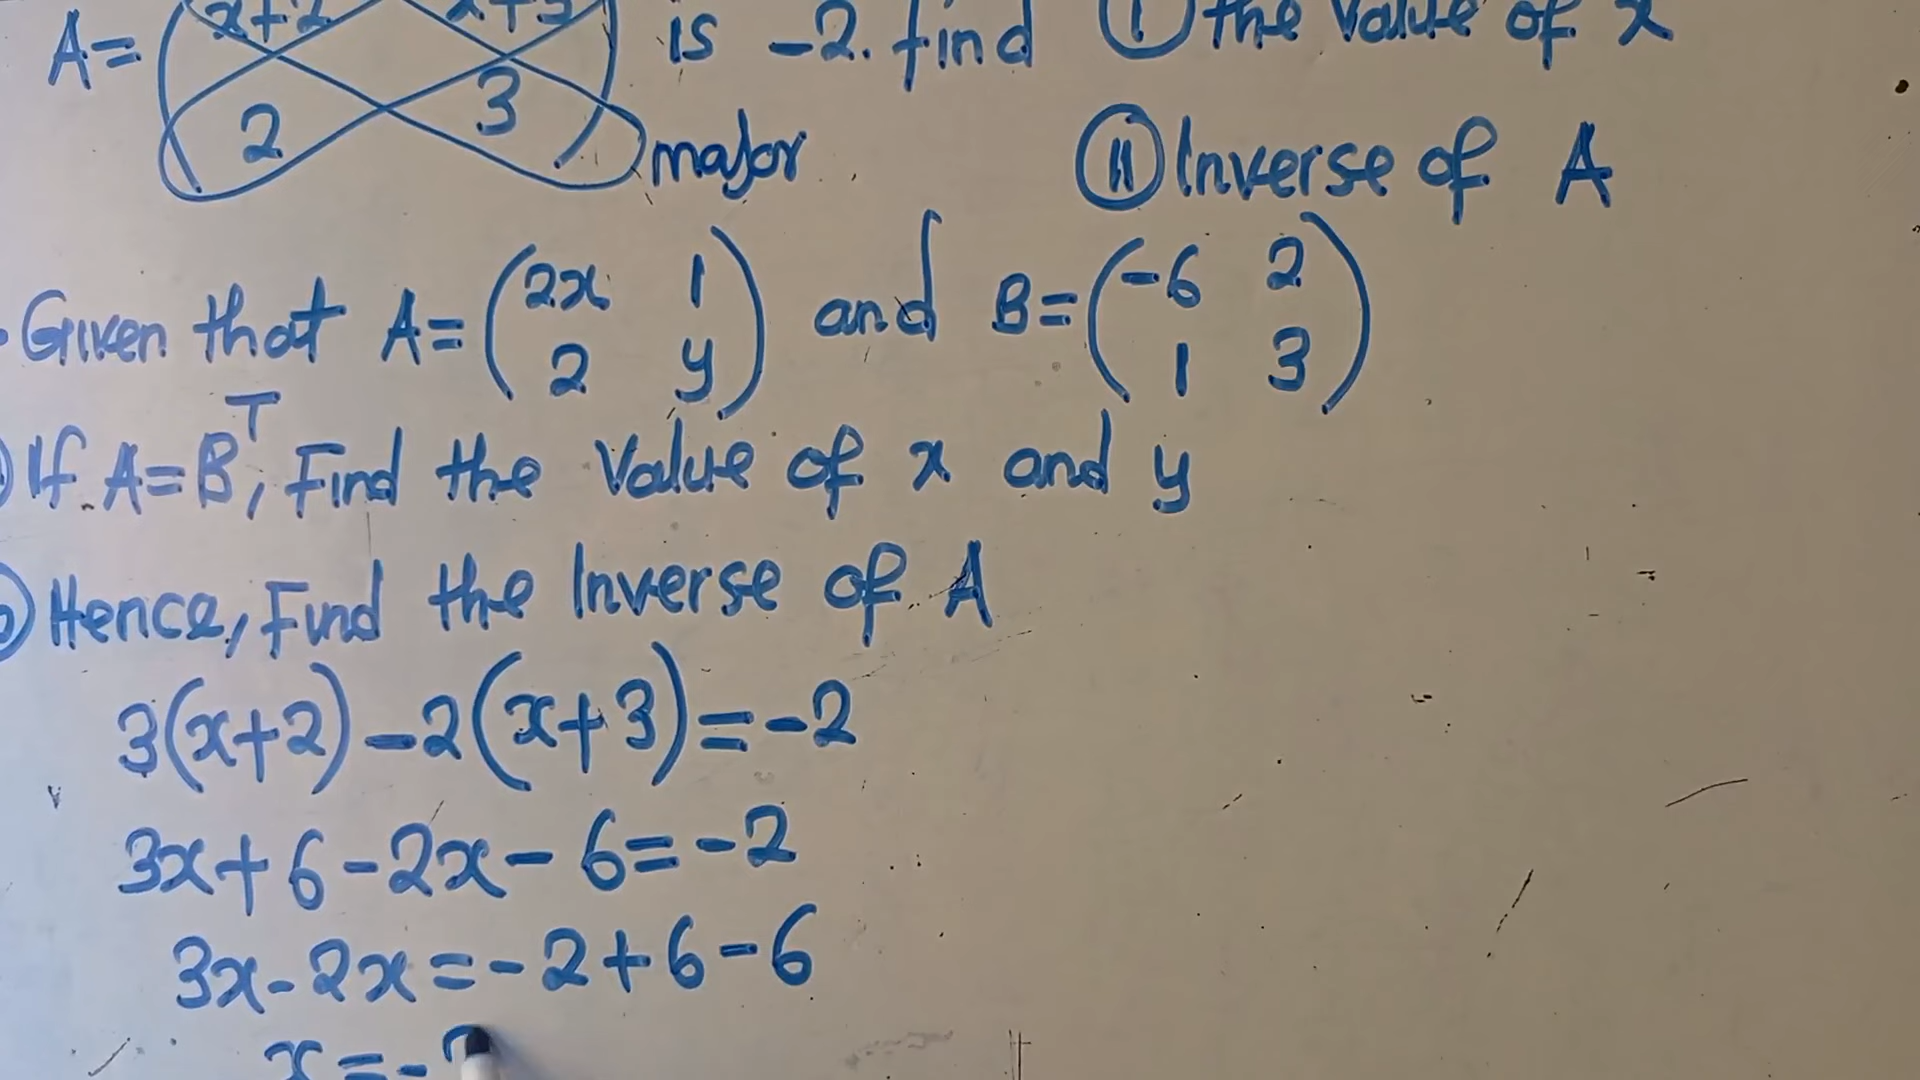 A= (x+2 x+3) is -2. find (I) the value of x
2 3 major (II) Inverse of A
Given that A= (2x 1) and B= (-6 2)
2 y 1 3
If A=Bᵀ, Find the Value of x and y
Hence, Find the Inverse of A
3(x+2)-2(x+3)=-2
3x+6-2x-6=-2
3x-2x=-2+6-6
x=-2